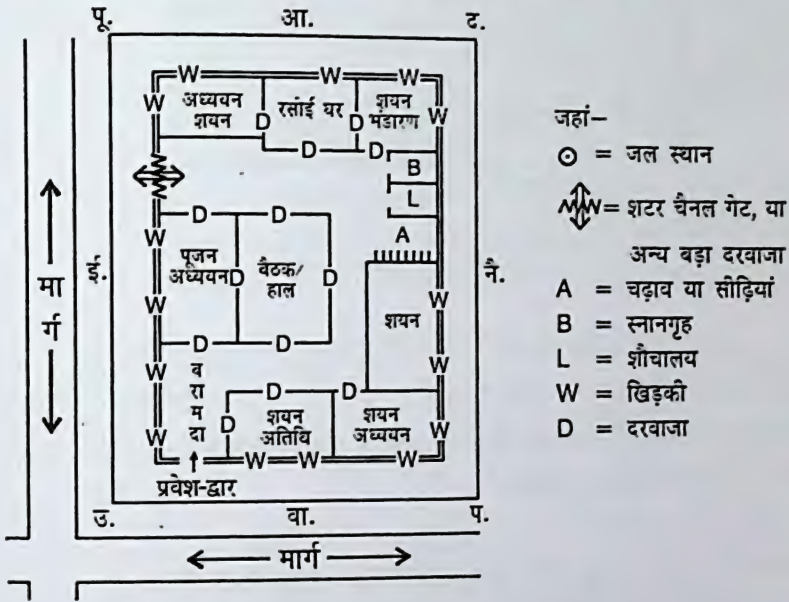 पू. आ. द.
W W W
W अध्ययन D रसोई घर D शयन W
शयन भंडारण
D D
B
L
D D A
W
ई. पूजन बैठक/ नै.
अध्ययन D हाल D
W शयन W
D D W
W ब
रा D D
म D शयन शयन
W दा अतिथि अध्ययन W
W W W W
प्रवेश-द्वार
उ. वा. प.
मार्ग
मा
र्ग
जहां–
= जल स्थान
= शटर चैनल गेट, या
अन्य बड़ा दरवाजा
A = चढ़ाव या सीढ़ियां
B = स्नानगृह
L = शौचालय
W = खिड़की
D = दरवाजा